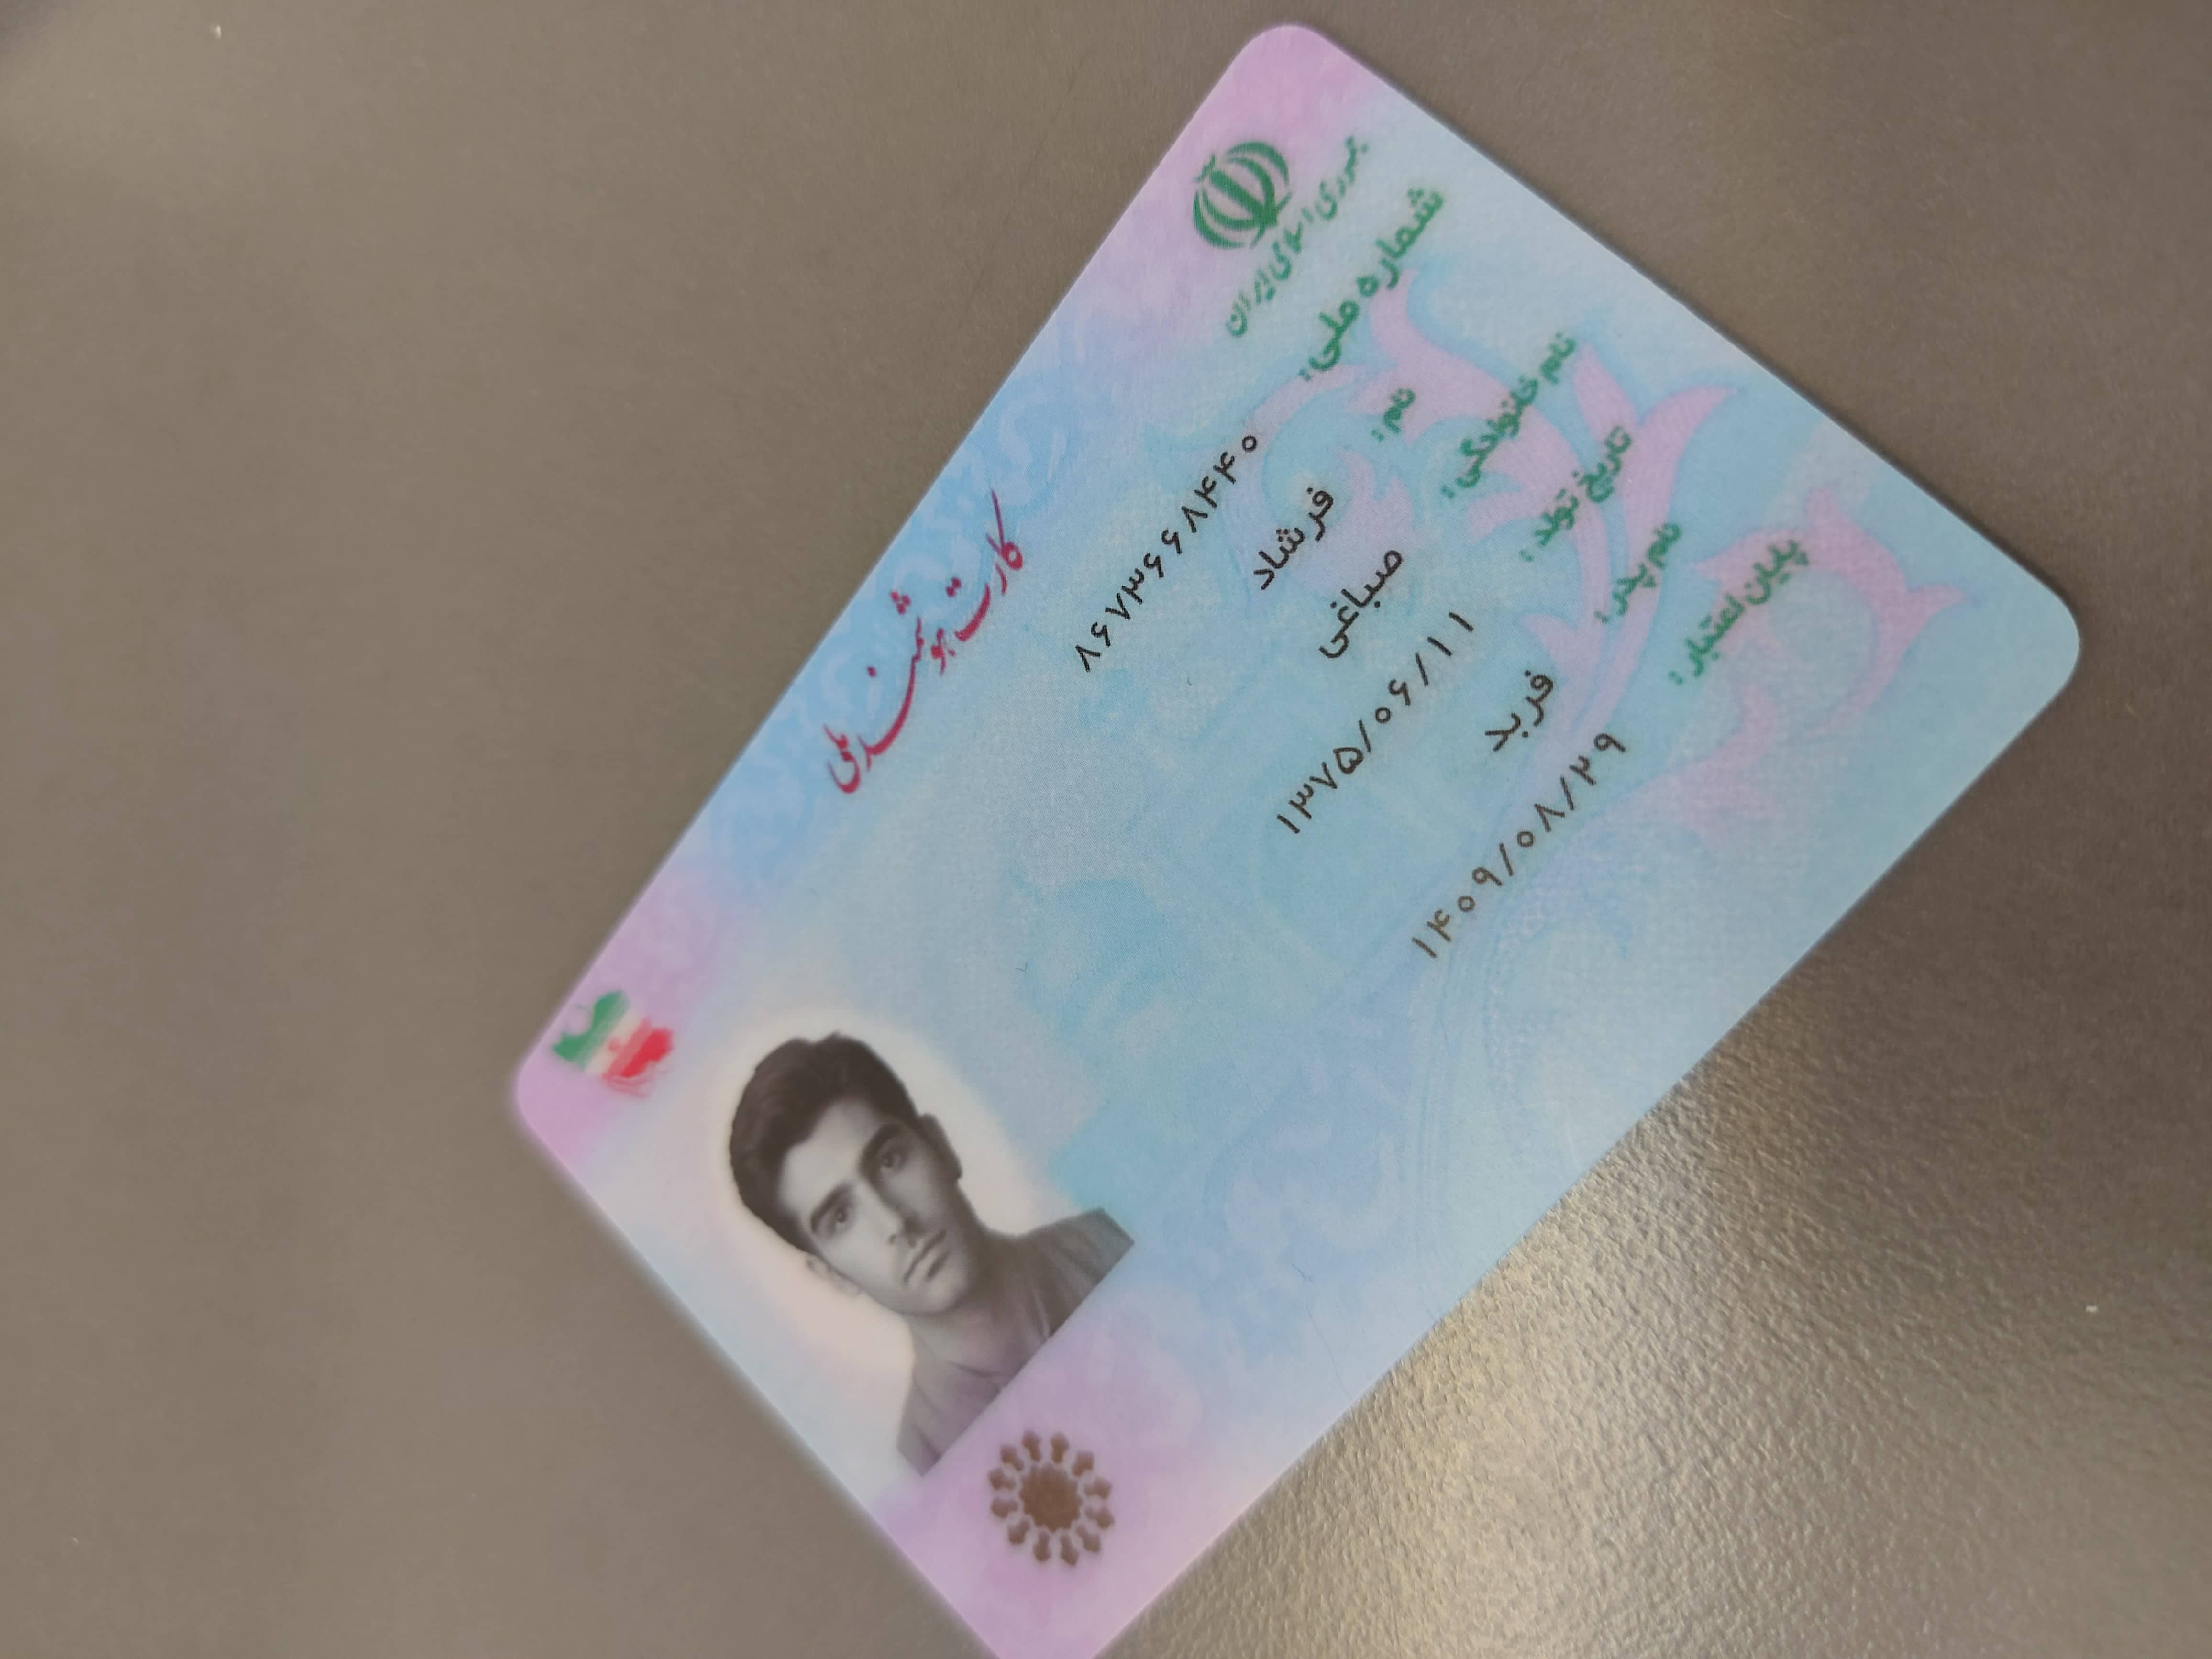 جمهوری اسلامی ایران
کارت هوشمند ملی
شماره ملی: ۸۶۷۳۶۶۸۴۴۰
نام: فرشاد
نام خانوادگی: صباغی
تاریخ تولد: ۱۳۷۵/۰۶/۱۱
نام پدر: فربد
پایان اعتبار: ۱۴۰۹/۰۸/۲۹